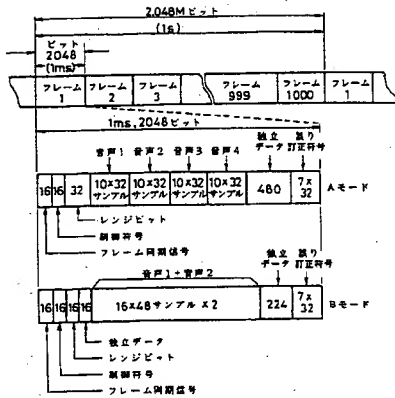 2.048Mビット
(1s)
ビット
2048
(1ms)
フレーム 1
フレーム 2
フレーム 3
フレーム 999
フレーム 1000
フレーム 1
1ms, 2048ビット
音声1 音声2 音声3 音声4 独立データ 誤り訂正符号
16 16 32 10×32サンプル 10×32サンプル 10×32サンプル 10×32サンプル 480 7×32 Aモード
レンジビット
制御符号
フレーム同期信号
音声1+音声2 独立データ 誤り訂正符号
16 16 16 16 16×48サンプル×2 224 7×32 Bモード
独立データ
レンジビット
制御符号
フレーム同期信号